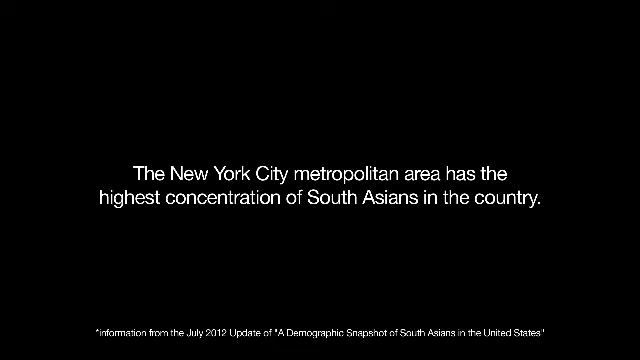 The New York City metropolitan area has the
highest concentration of South Asians in the country.
*information from the July 2012 Update of "A Demographic Snapshot of South Asians in the United States"